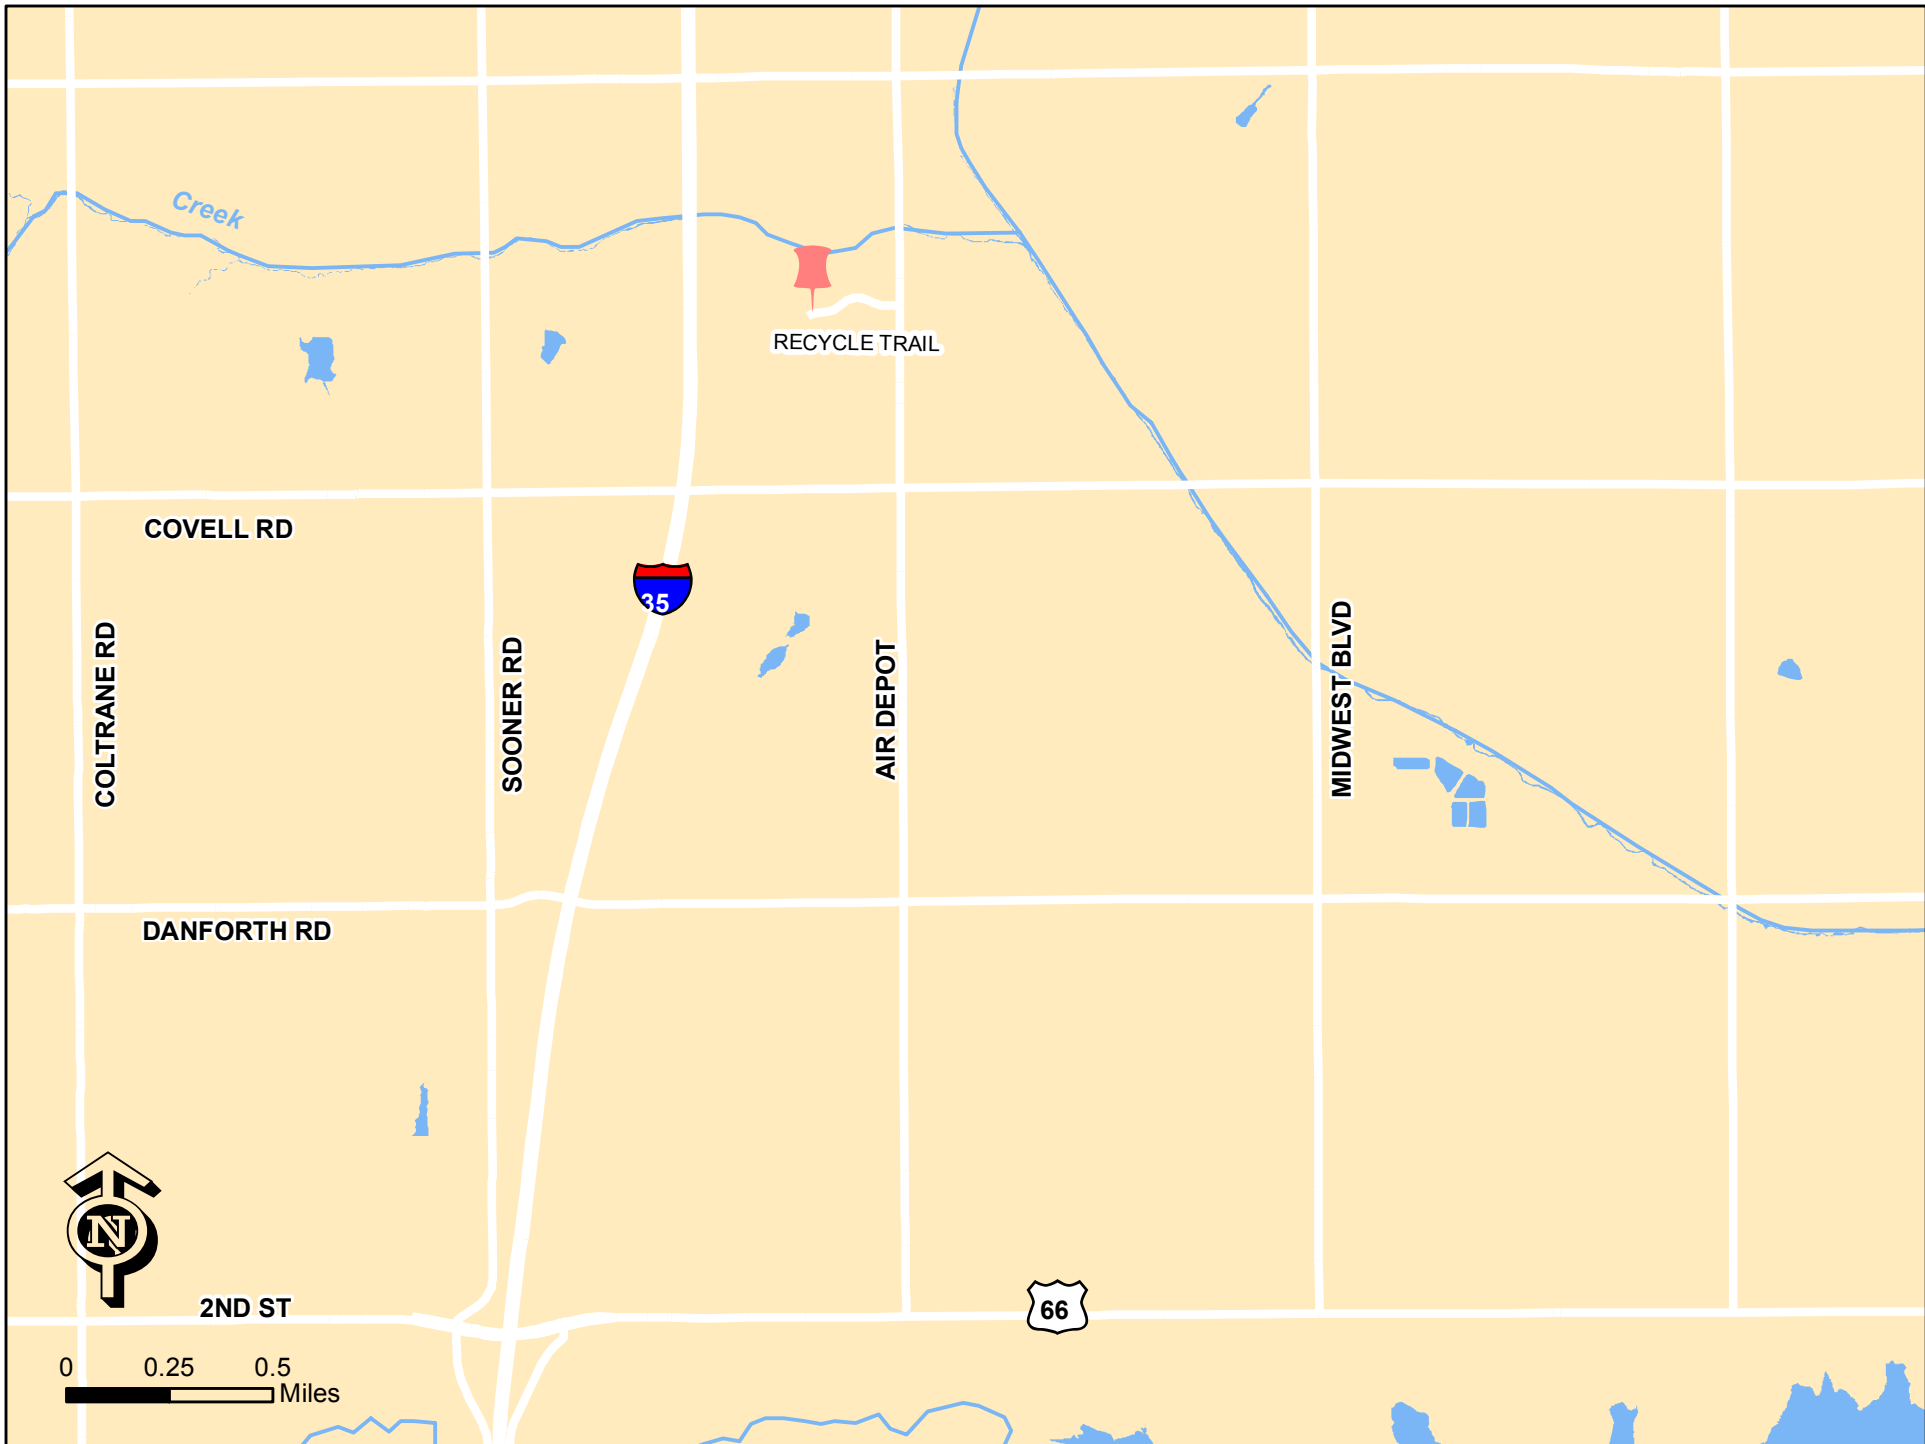 Creek
RECYCLE TRAIL
COVELL RD
35
COLTRANE RD
SOONER RD
AIR DEPOT
MIDWEST BLVD
DANFORTH RD
N
2ND ST
66
0 0.25 0.5
Miles